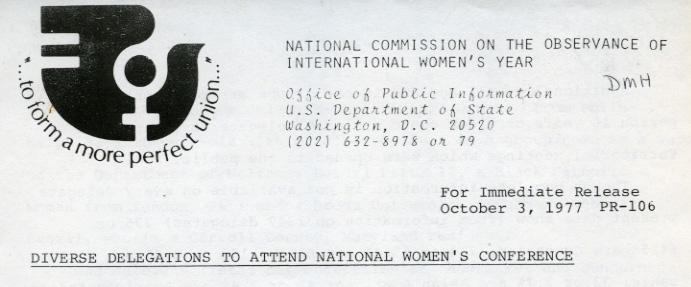 "...to form a more perfect union..."
NATIONAL COMMISSION ON THE OBSERVANCE OF
INTERNATIONAL WOMEN'S YEAR
DMH
Office of Public Information
U.S. Department of State
Washington, D.C. 20520
(202) 632-8978 or 79
For Immediate Release
October 3, 1977 PR-106
DIVERSE DELEGATIONS TO ATTEND NATIONAL WOMEN'S CONFERENCE